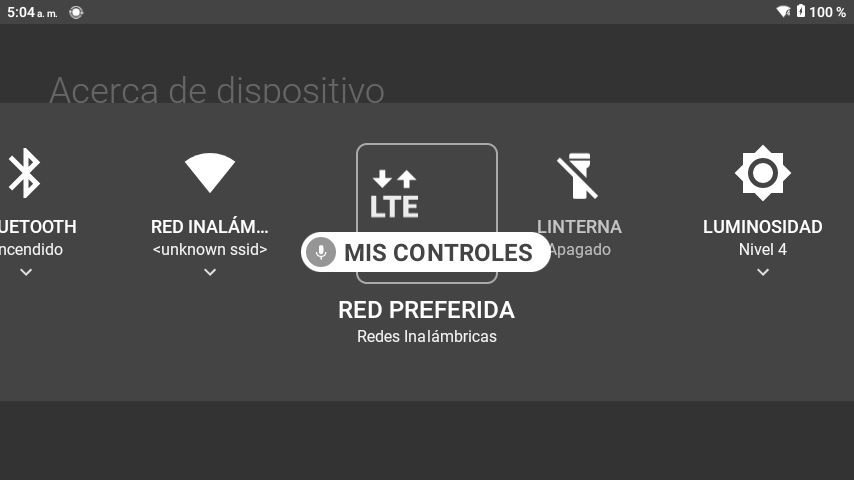 5:04 a. m.
100 %
Acerca de dispositivo
LTE
UETOOTH
RED INALÁM...
LINTERNA
LUMINOSIDAD
ncendido
<unknown ssid>
Apagado
Nivel 4
MIS CONTROLES
RED PREFERIDA
Redes Inalámbricas